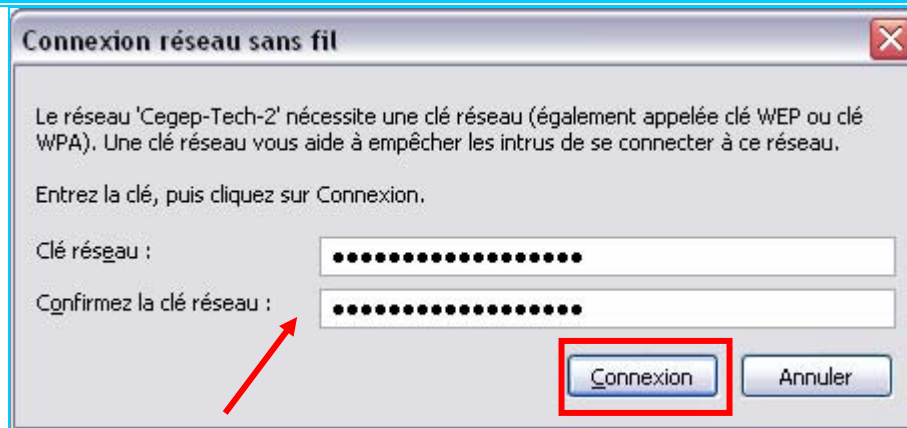 Connexion réseau sans fil
Le réseau 'Cegep-Tech-2' nécessite une clé réseau (également appelée clé WEP ou clé
WPA). Une clé réseau vous aide à empêcher les intrus de se connecter à ce réseau.
Entrez la clé, puis cliquez sur Connexion.
Clé réseau : ••••••••••••••••••
Confirmez la clé réseau : ••••••••••••••••••
Connexion Annuler